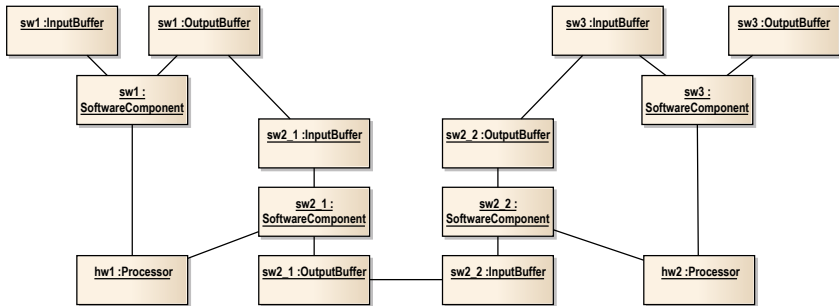 sw1 :InputBuffer
sw1 :OutputBuffer
sw3 :InputBuffer
sw3 :OutputBuffer
sw1 :
SoftwareComponent
sw3 :
SoftwareComponent
sw2_1 :InputBuffer
sw2_2 :OutputBuffer
sw2_1 :
SoftwareComponent
sw2_2 :
SoftwareComponent
hw1 :Processor
sw2_1 :OutputBuffer
sw2_2 :InputBuffer
hw2 :Processor